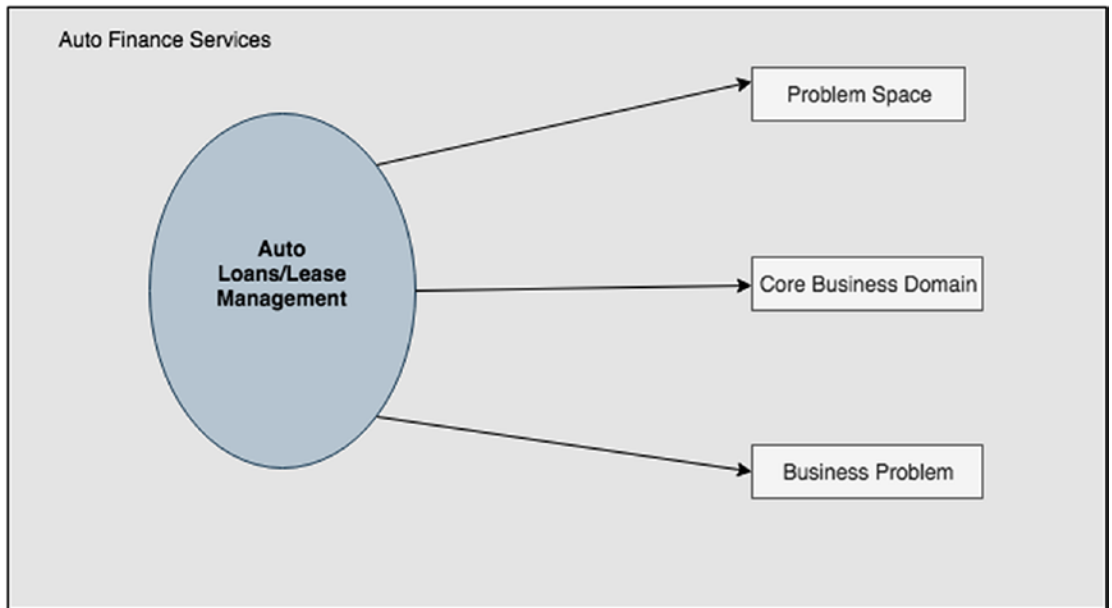 Auto Finance Services
Problem Space
Auto
Loans/Lease
Management
Core Business Domain
Business Problem